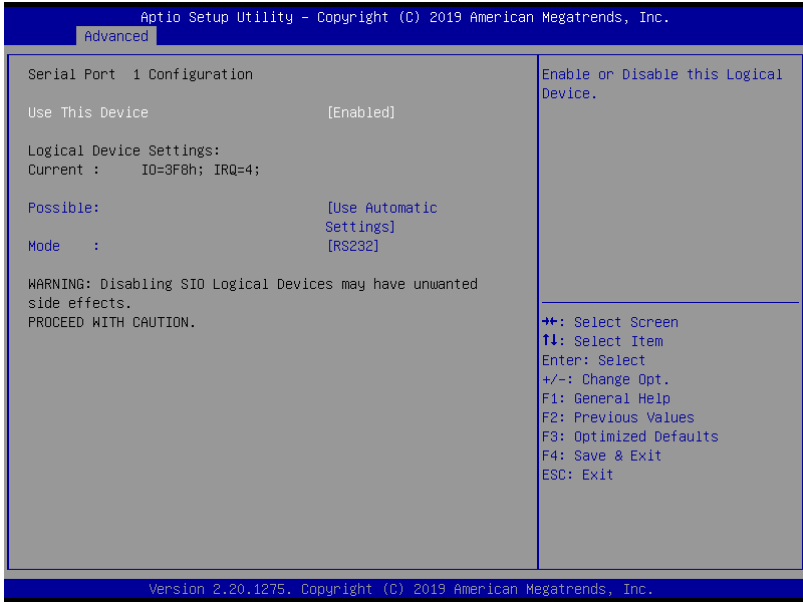 Aptio Setup Utility – Copyright (C) 2019 American Megatrends, Inc.
Advanced
Serial Port  1 Configuration
Use This Device [Enabled]
Logical Device Settings:
Current : IO=3F8h; IRQ=4;
Possible: [Use Automatic
Settings]
Mode : [RS232]
WARNING: Disabling SIO Logical Devices may have unwanted
side effects.
PROCEED WITH CAUTION.
Enable or Disable this Logical
Device.
→←: Select Screen
↑↓: Select Item
Enter: Select
+/-: Change Opt.
F1: General Help
F2: Previous Values
F3: Optimized Defaults
F4: Save & Exit
ESC: Exit
Version 2.20.1275. Copyright (C) 2019 American Megatrends, Inc.